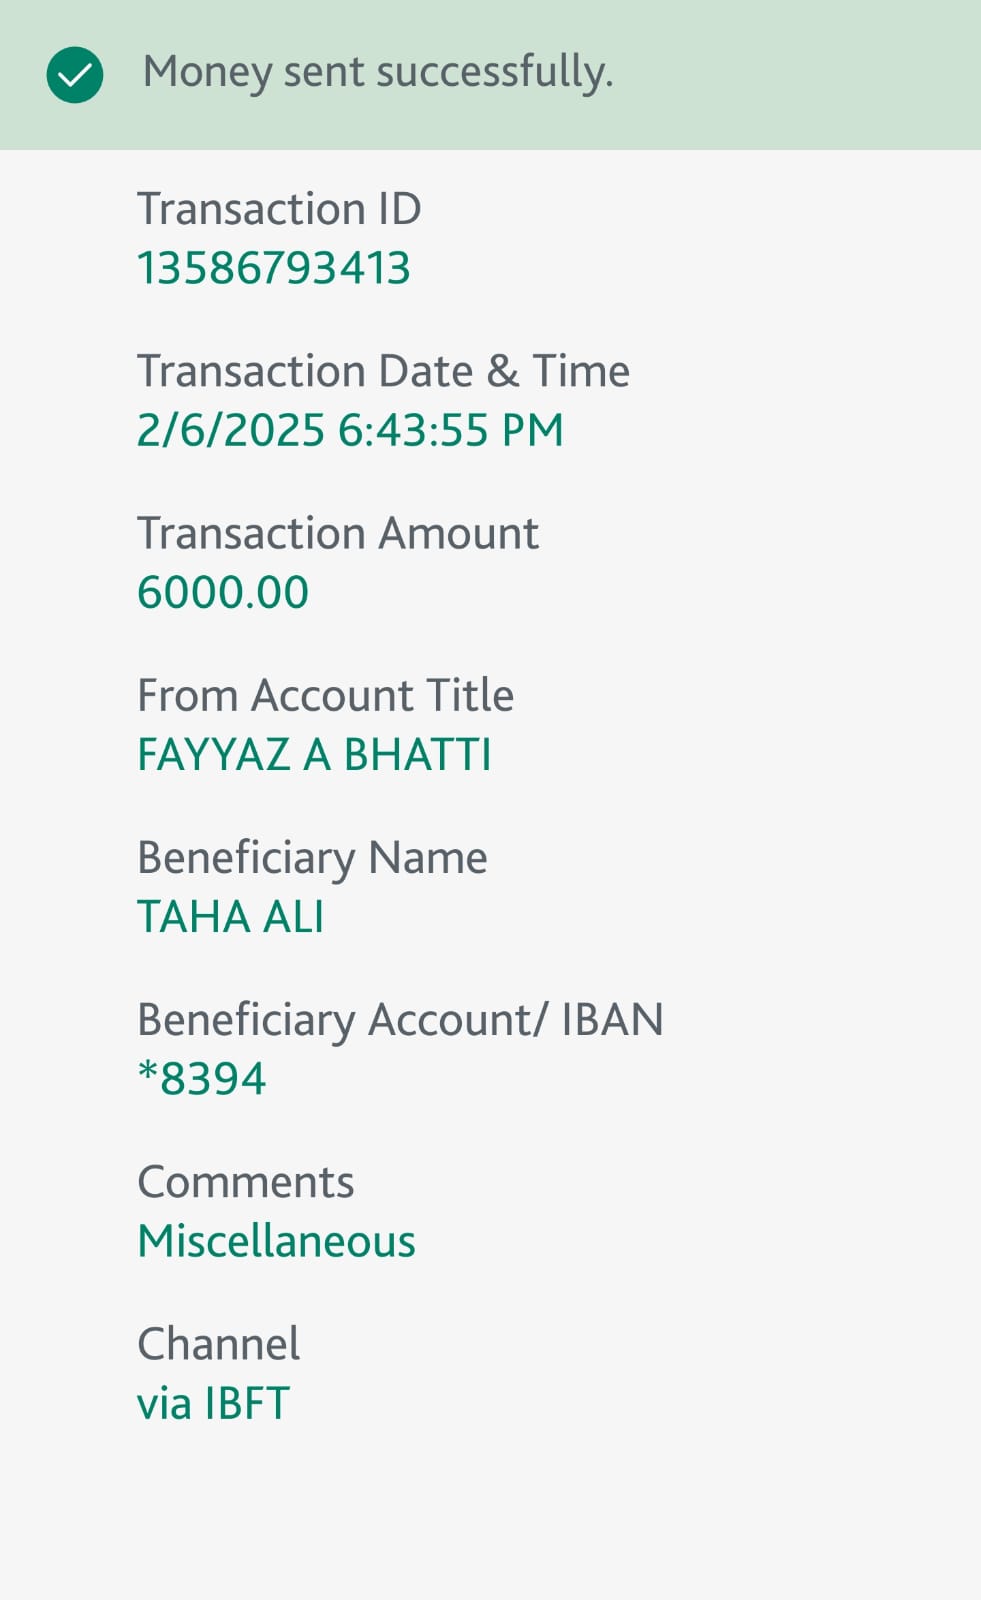 Money sent successfully.
Transaction ID
13586793413
Transaction Date & Time
2/6/2025 6:43:55 PM
Transaction Amount
6000.00
From Account Title
FAYYAZ A BHATTI
Beneficiary Name
TAHA ALI
Beneficiary Account/ IBAN
*8394
Comments
Miscellaneous
Channel
via IBFT